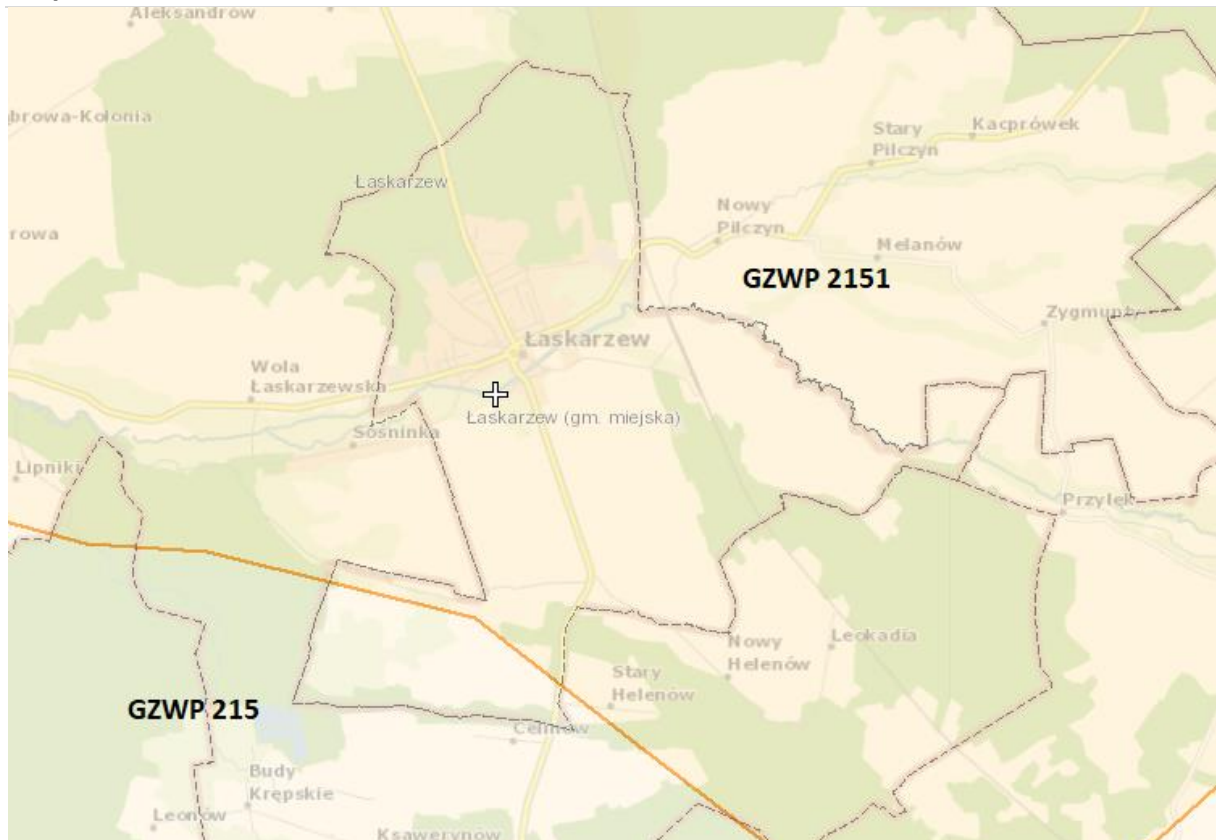 Aleksandrów
browa-Kolonia
Stary
Pilczyn
Kacprówek
Łaskarzew
Nowy
Pilczyn
rowa
Melanów
GZWP 2151
Zygmunty
Łaskarzew
Wola
Łaskarzewska
Łaskarzew (gm. miejska)
Sośninka
Lipniki
Przyłęk
Nowy
Helenów
Leokadia
Stary
Helenów
GZWP 215
Celinów
Budy
Krępskie
Leonów
Ksawerynów